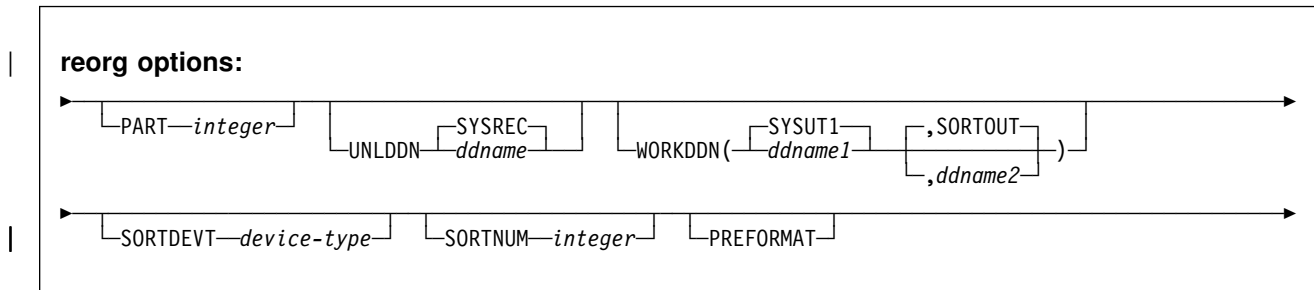 reorg options:
PART integer
UNLDDN SYSREC ddname
WORKDDN( SYSUT1 ddname1 ,SORTOUT ,ddname2 )
SORTDEVT device-type
SORTNUM integer
PREFORMAT